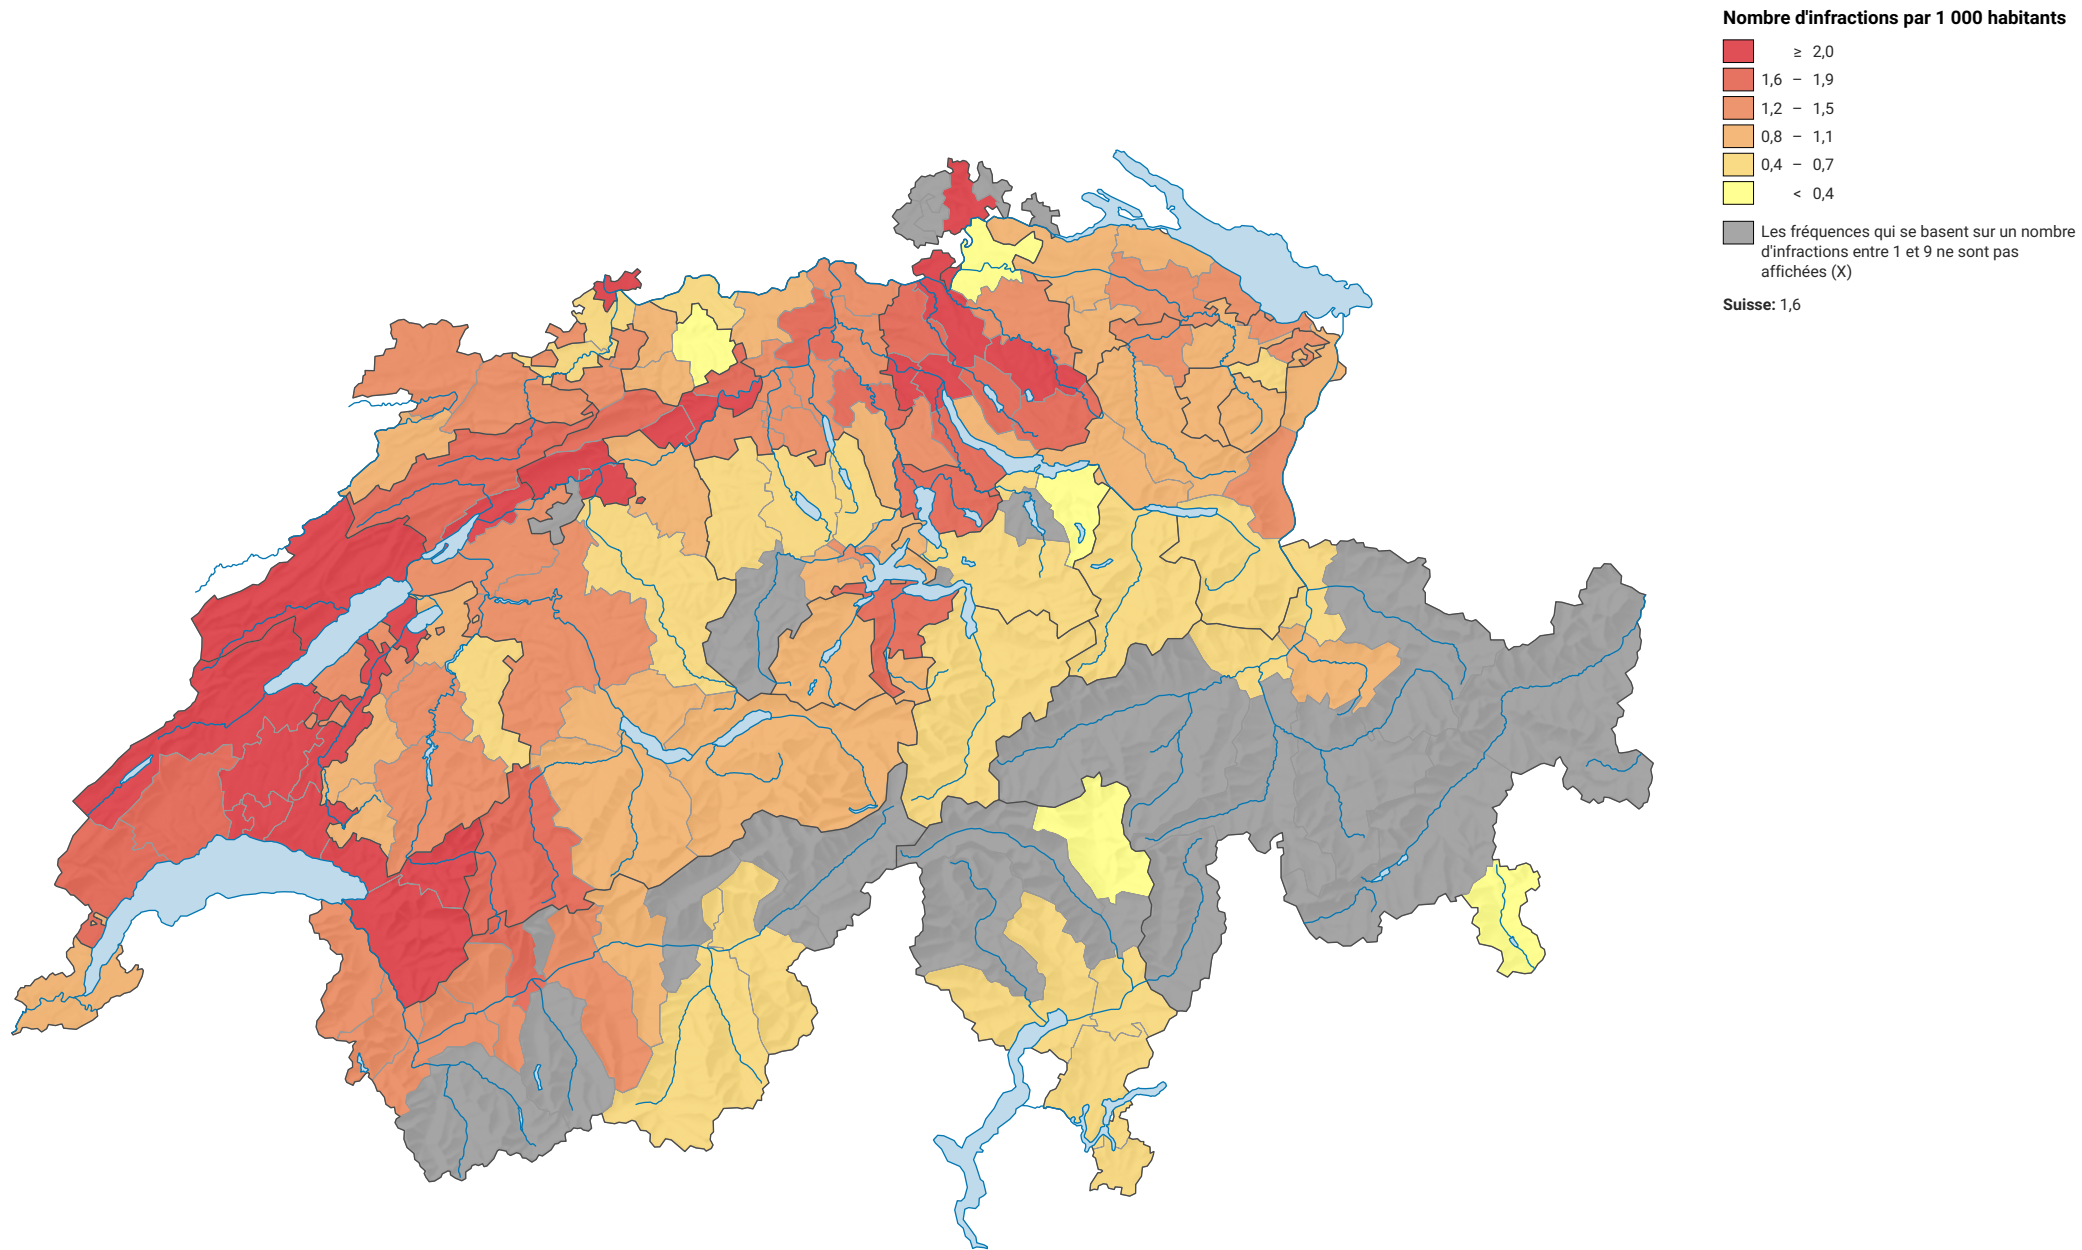 Nombre d'infractions par 1 000 habitants
≥ 2,0
1,6 – 1,9
1,2 – 1,5
0,8 – 1,1
0,4 – 0,7
< 0,4
Les fréquences qui se basent sur un nombre
d'infractions entre 1 et 9 ne sont pas
affichées (X)
Suisse: 1,6